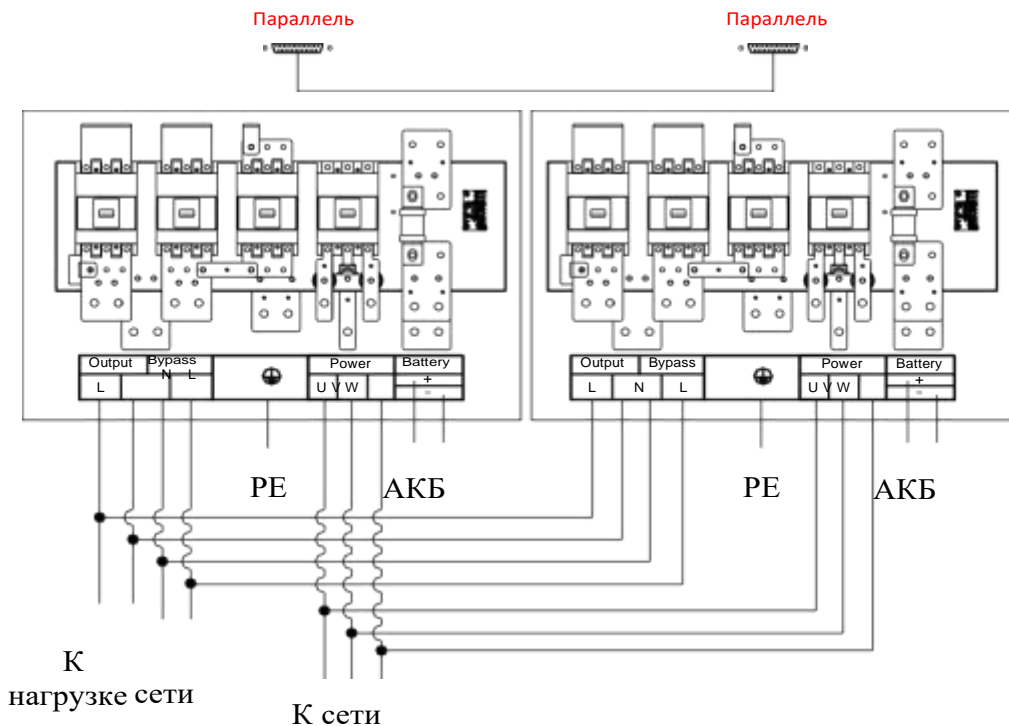 Параллель Параллель
Output Bypass Power Battery
N L
L U V W + -
Output Bypass Power Battery
L N L U V W + -
PE АКБ PE АКБ
К
нагрузке сети
К сети